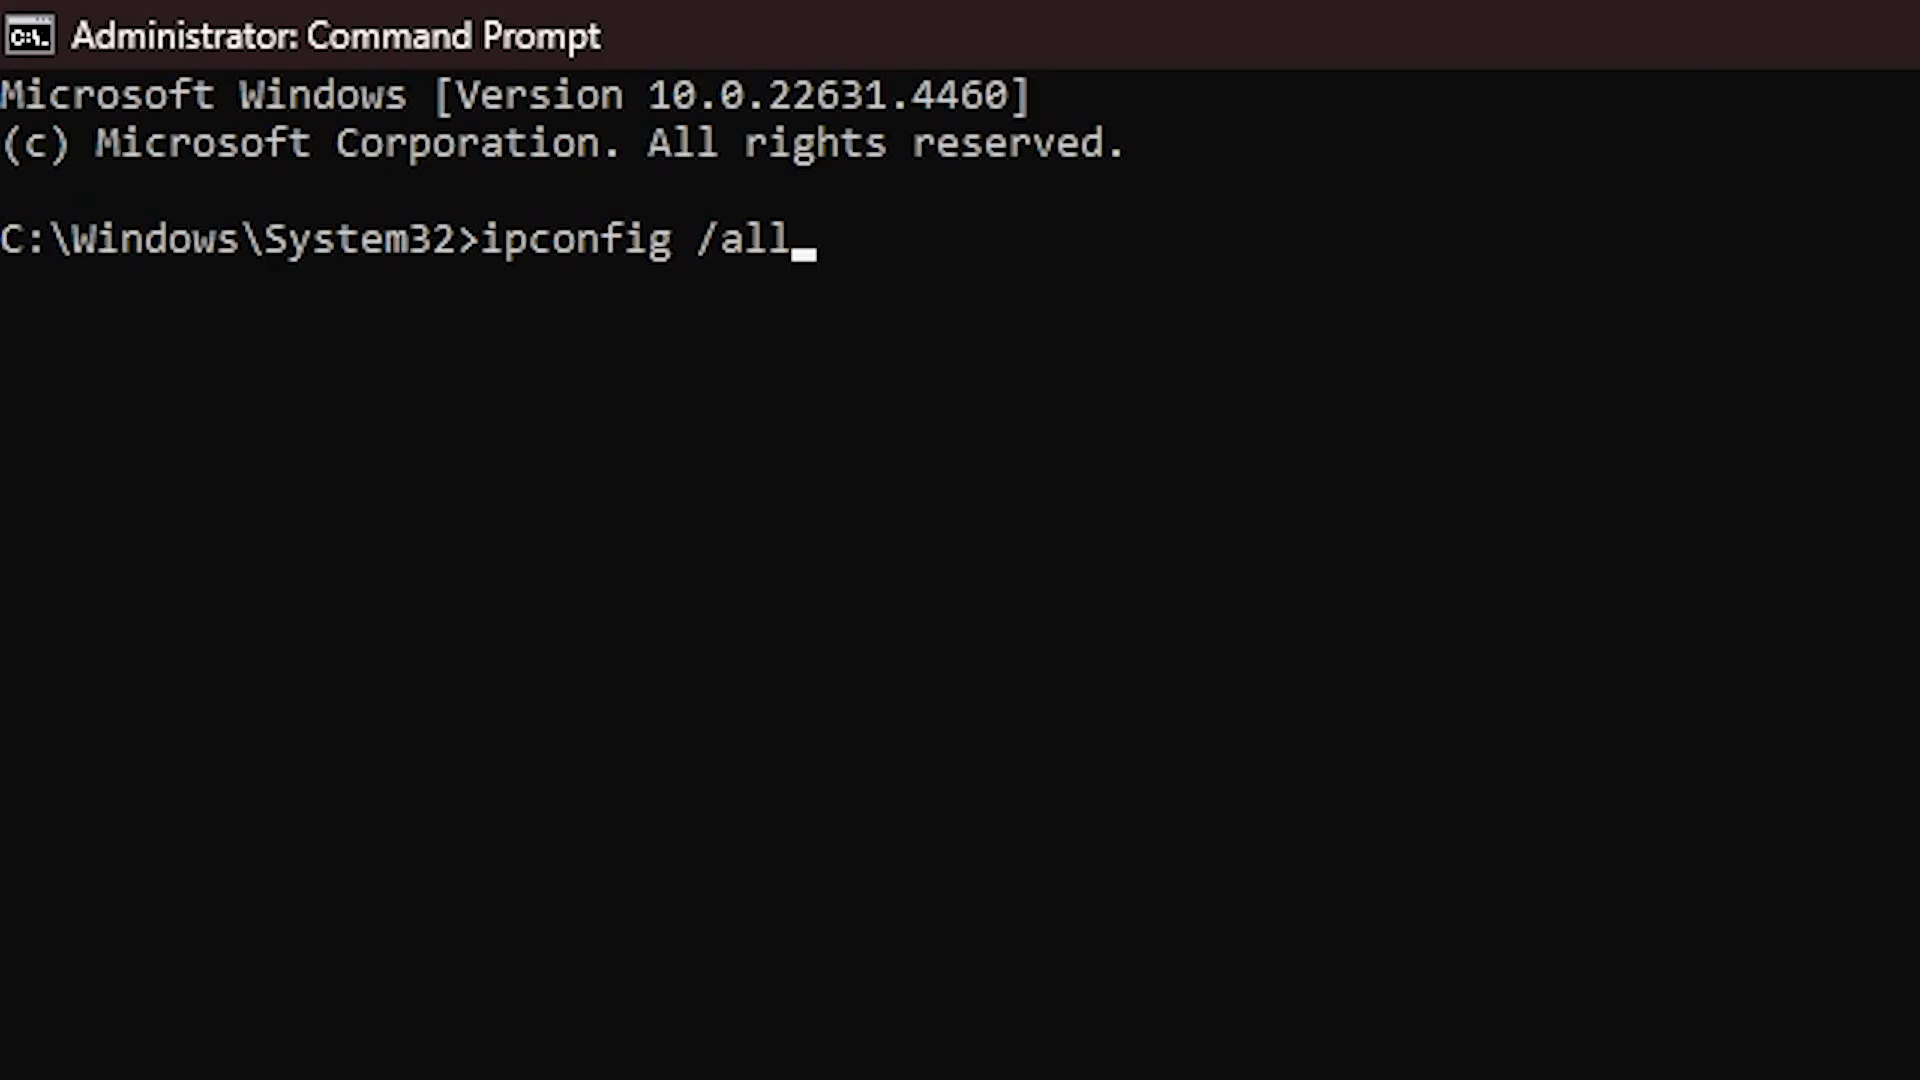 Administrator: Command Prompt
Microsoft Windows [Version 10.0.22631.4460]
(c) Microsoft Corporation. All rights reserved.
C:\Windows\System32>ipconfig /all